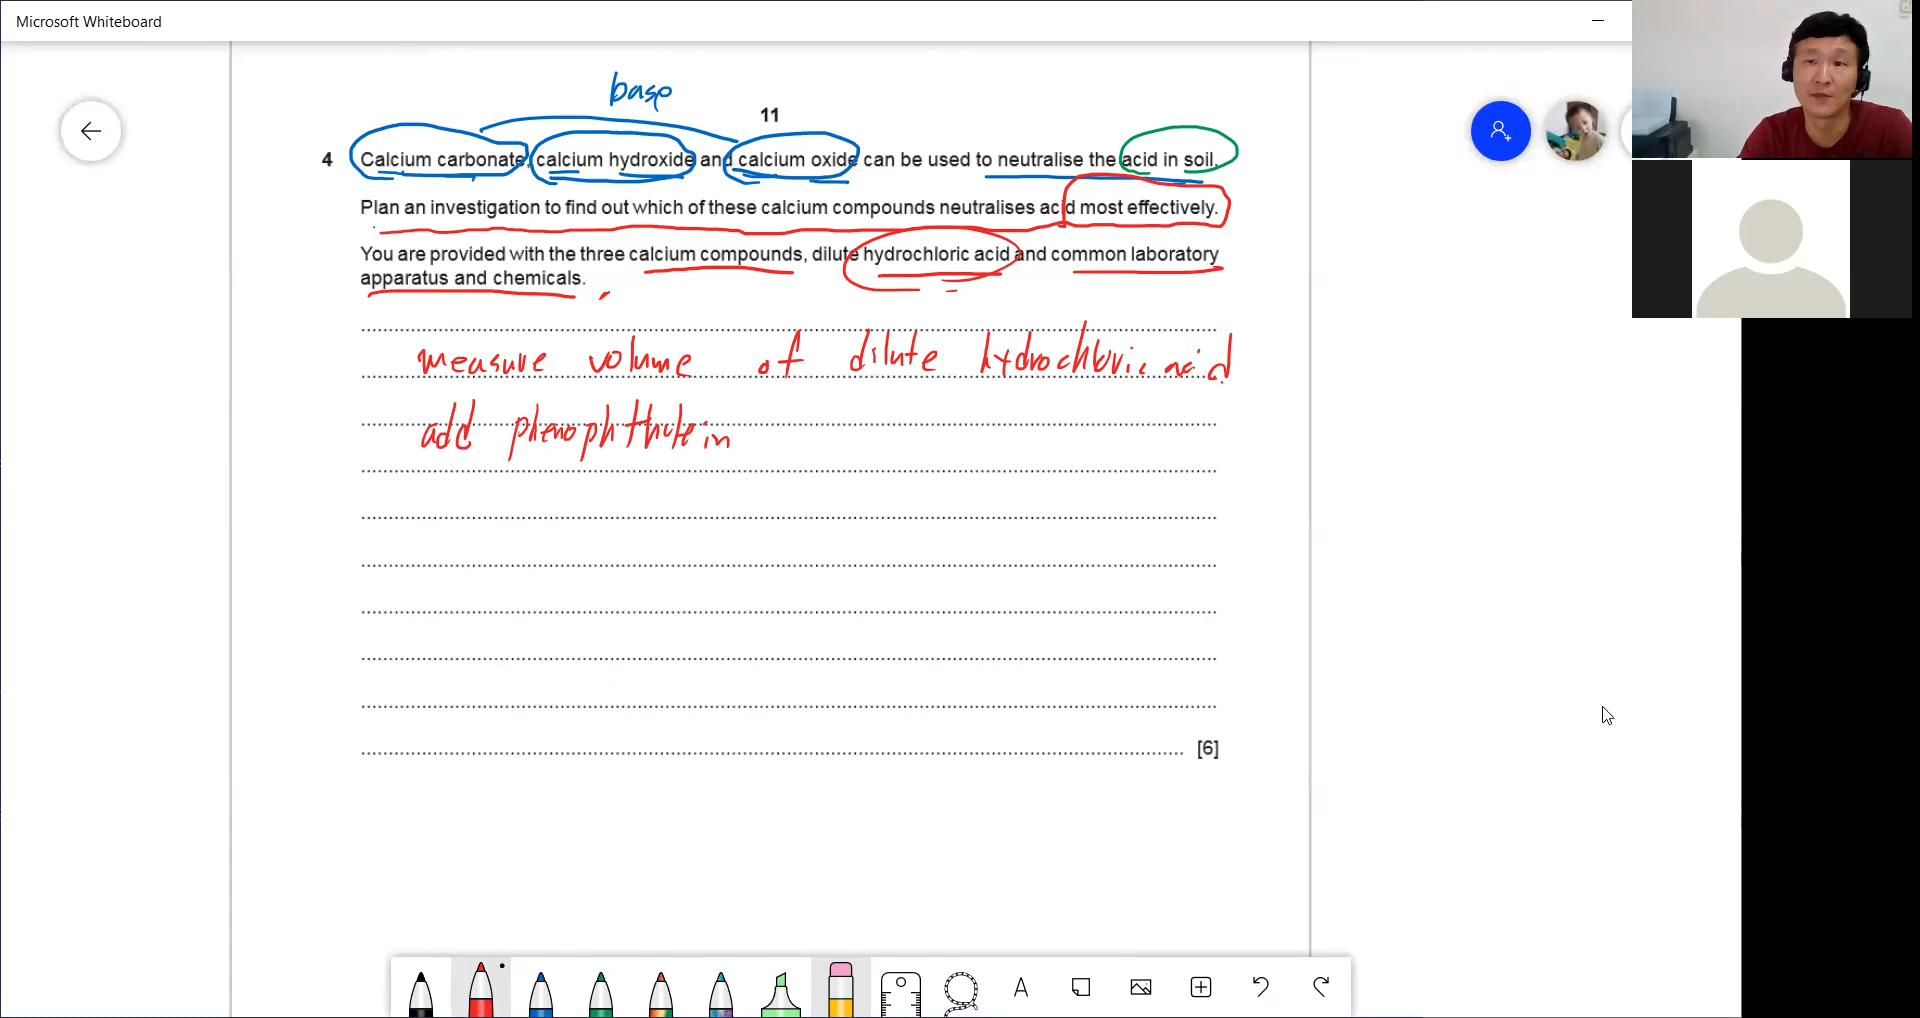 Microsoft Whiteboard
base
11
4 Calcium carbonate, calcium hydroxide and calcium oxide can be used to neutralise the acid in soil.
Plan an investigation to find out which of these calcium compounds neutralises acid most effectively.
You are provided with the three calcium compounds, dilute hydrochloric acid and common laboratory
apparatus and chemicals.
measure volume of dilute hydrochloric acid
add phenophthalein
[6]